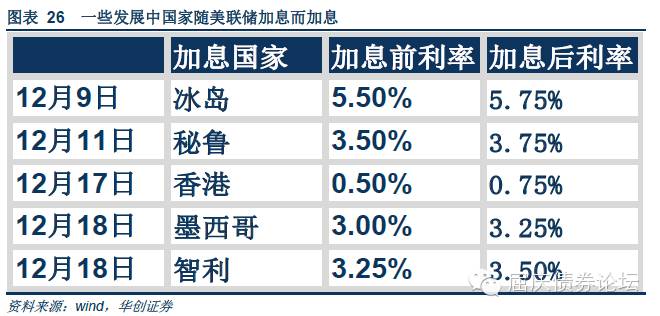 图表 26 一些发展中国家随美联储加息而加息
加息国家 加息前利率 加息后利率
12月9日 冰岛 5.50% 5.75%
12月11日 秘鲁 3.50% 3.75%
12月17日 香港 0.50% 0.75%
12月18日 墨西哥 3.00% 3.25%
12月18日 智利 3.25% 3.50%
屈庆债券论坛
资料来源：wind，华创证券